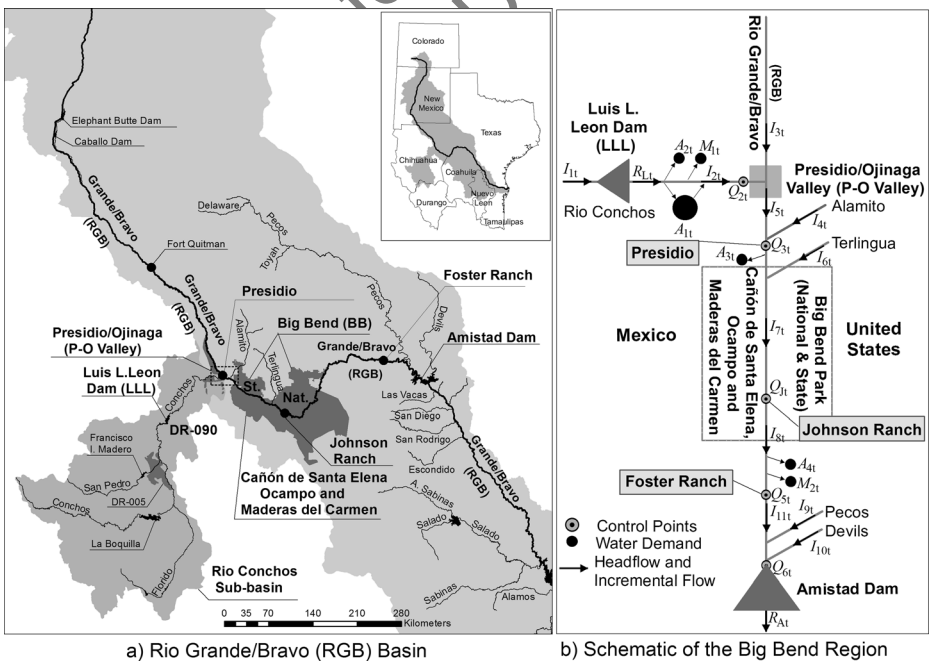 Colorado
New Mexico
Texas
Chihuahua
Coahuila
Nuevo Leon
Durango
Tamaulipas
Elephant Butte Dam
Caballo Dam
Grande/Bravo
(RGB)
Delaware
Pecos
Toyah
Fort Quitman
Foster Ranch
Presidio
Grande/Bravo
(RGB)
Pecos
Devils
Alamito
Big Bend (BB)
Presidio/Ojinaga
(P-O Valley)
Amistad Dam
Grande/Bravo
(RGB)
Terlingua
Luis L.Leon
Dam (LLL)
Conchos
St.
Nat.
Las Vacas
San Diego
DR-090
San Rodrigo
Francisco
I. Madero
Johnson
Ranch
Escondido
Grande/Bravo
(RGB)
San Pedro
DR-005
Cañón de Santa Elena
Ocampo and
Maderas del Carmen
A. Sabinas
Conchos
Salado
Salado
La Boquilla
Florido
Rio Conchos
Sub-basin
Sabinas
Alamos
0 35 70 140 210 280
Kilometers
a) Rio Grande/Bravo (RGB) Basin
Rio Grande/Bravo
(RGB)
Luis L.
Leon Dam
(LLL)
I3t
A2t
M1t
I1t
RLt
I2t
Q2t
Presidio/Ojinaga
Valley (P-O Valley)
Rio Conchos
I5t
Alamito
A1t
I4t
Q3t
Presidio
Terlingua
A3t
I6t
Cañón de Santa Elena,
Ocampo and
Maderas del Carmen
Big Bend Park
(National & State)
Mexico
I7t
United
States
QJt
Johnson Ranch
I8t
A4t
Foster Ranch
M2t
Q5t
I9t
Pecos
I11t
Devils
Control Points
Water Demand
I10t
Headflow and
Incremental Flow
Q6t
Amistad Dam
RAt
b) Schematic of the Big Bend Region